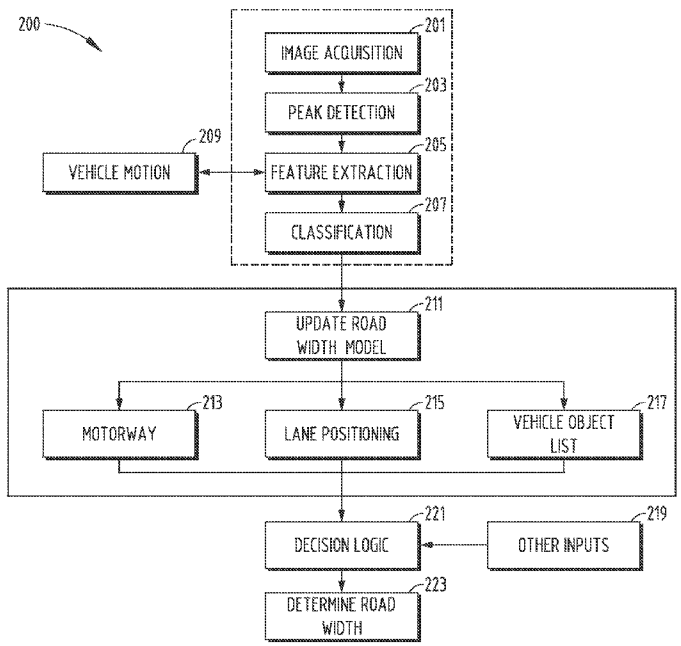 200
201
IMAGE ACQUISITION
203
PEAK DETECTION
209
VEHICLE MOTION
205
FEATURE EXTRACTION
207
CLASSIFICATION
211
UPDATE ROAD
WIDTH MODEL
213
MOTORWAY
215
LANE POSITIONING
217
VEHICLE OBJECT
LIST
221
DECISION LOGIC
219
OTHER INPUTS
223
DETERMINE ROAD
WIDTH